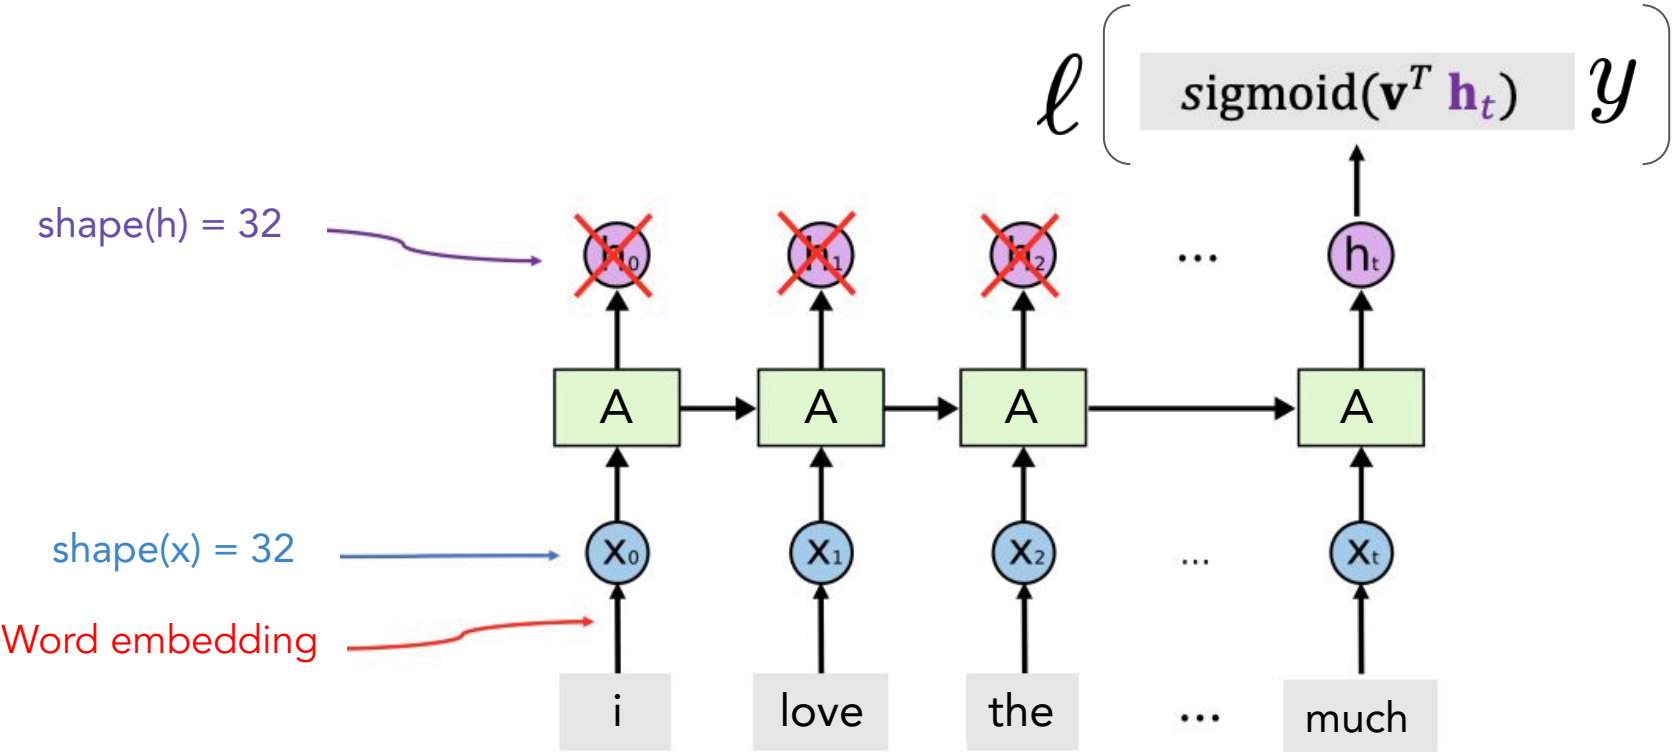 ℓ ( sigmoid(v^T h_t) y )
shape(h) = 32
h₀ h₁ h₂ ... hₜ
A A A A
shape(x) = 32
x₀ x₁ x₂ ... xₜ
Word embedding
i love the ... much